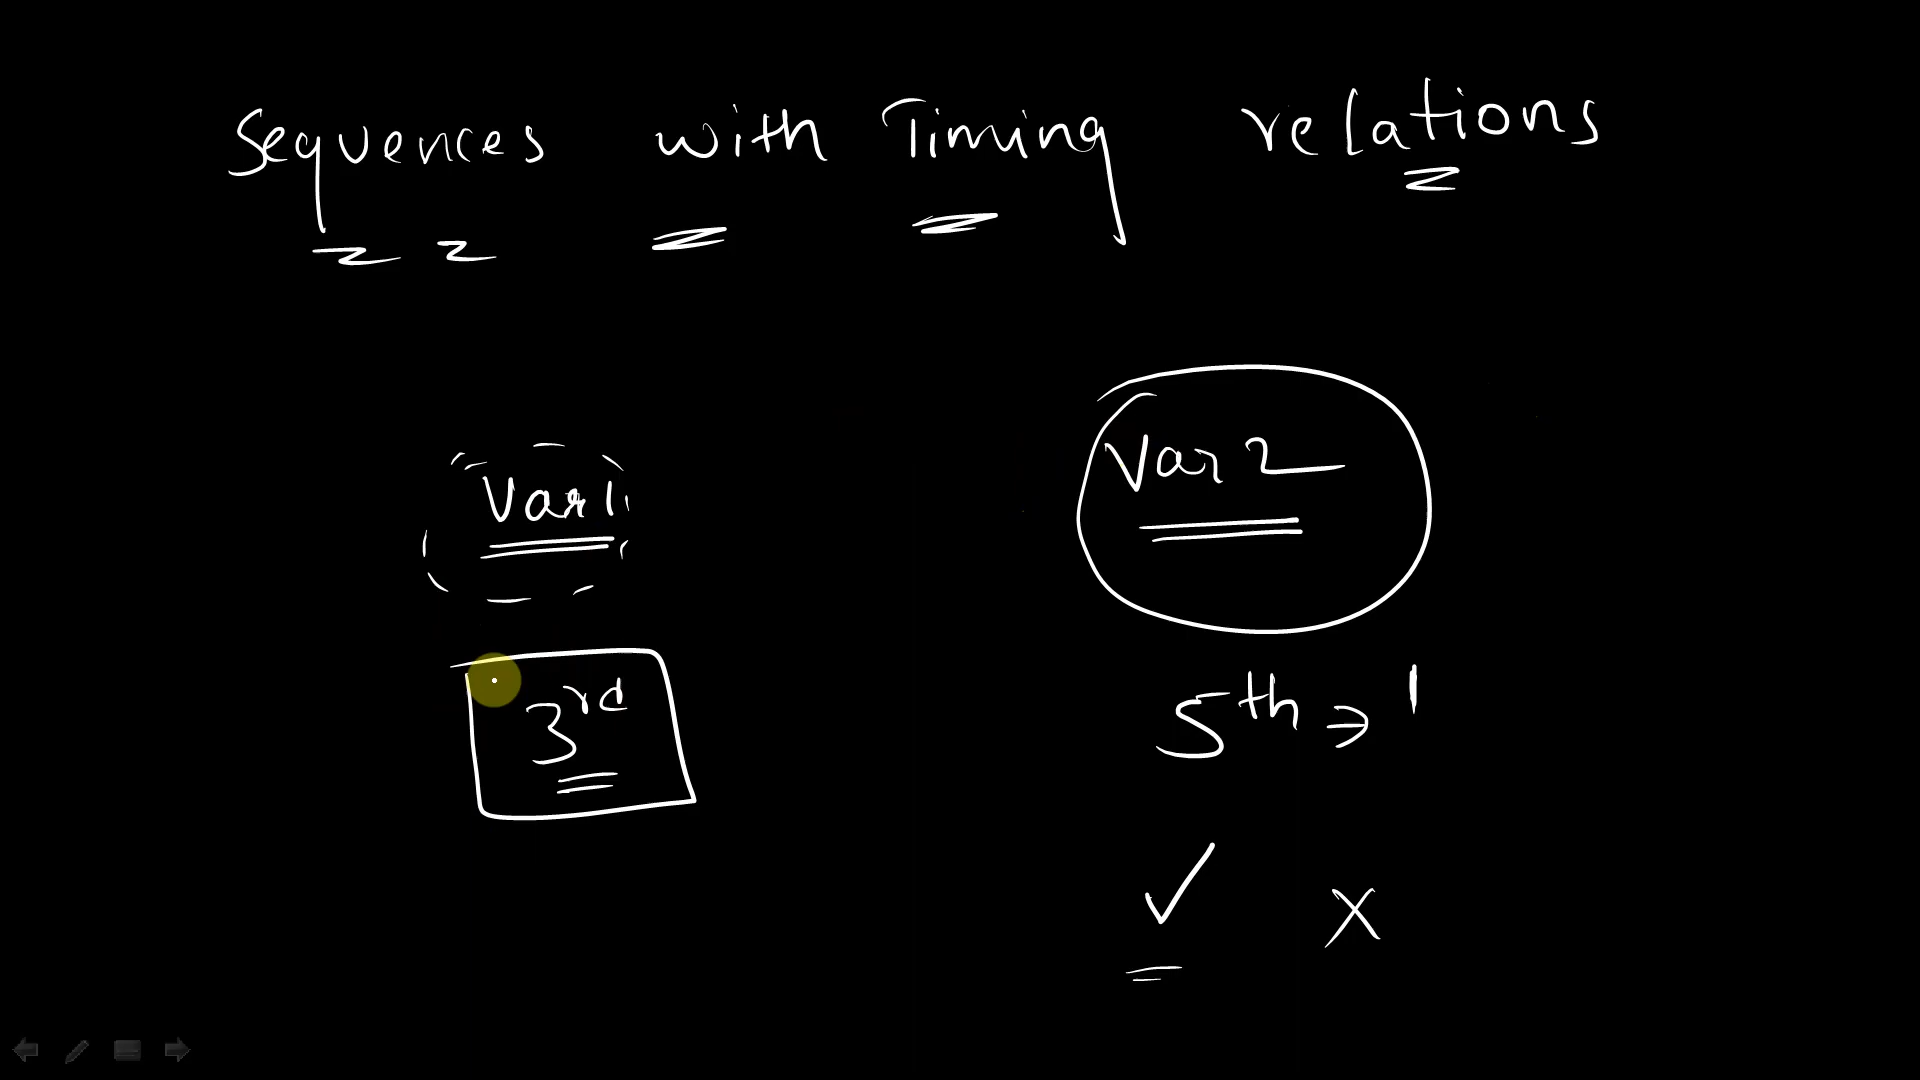 Sequences with Timing relations
Var1
Var 2
3rd
5th => 1
✓ X